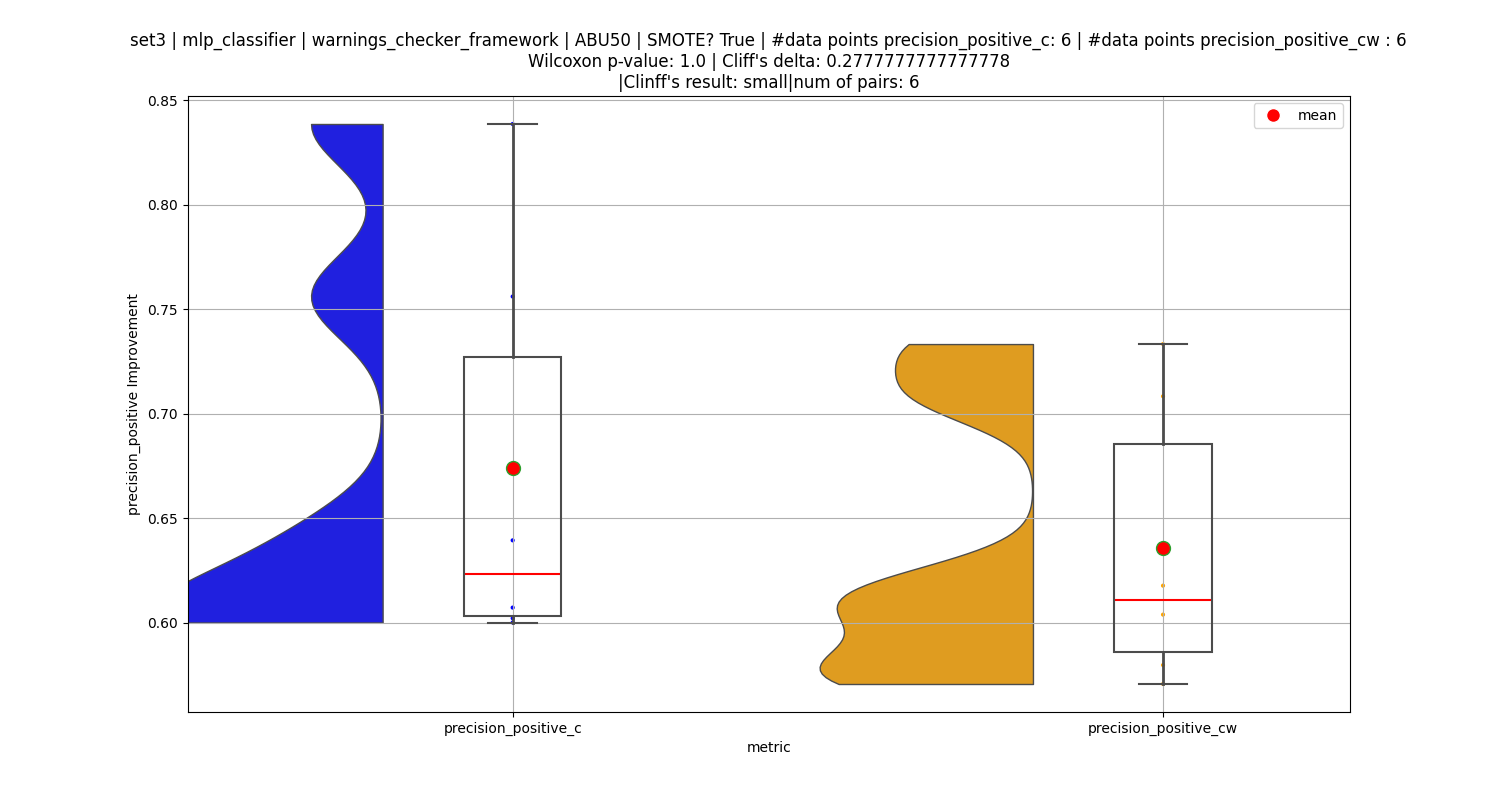 set3 | mlp_classifier | warnings_checker_framework | ABU50 | SMOTE? True | #data points precision_positive_c: 6 | #data points precision_positive_cw : 6
Wilcoxon p-value: 1.0 | Cliff's delta: 0.2777777777777778
|Clinff's result: small|num of pairs: 6
mean
0.85
0.80
0.75
0.70
0.65
0.60
precision_positive Improvement
precision_positive_c
precision_positive_cw
metric